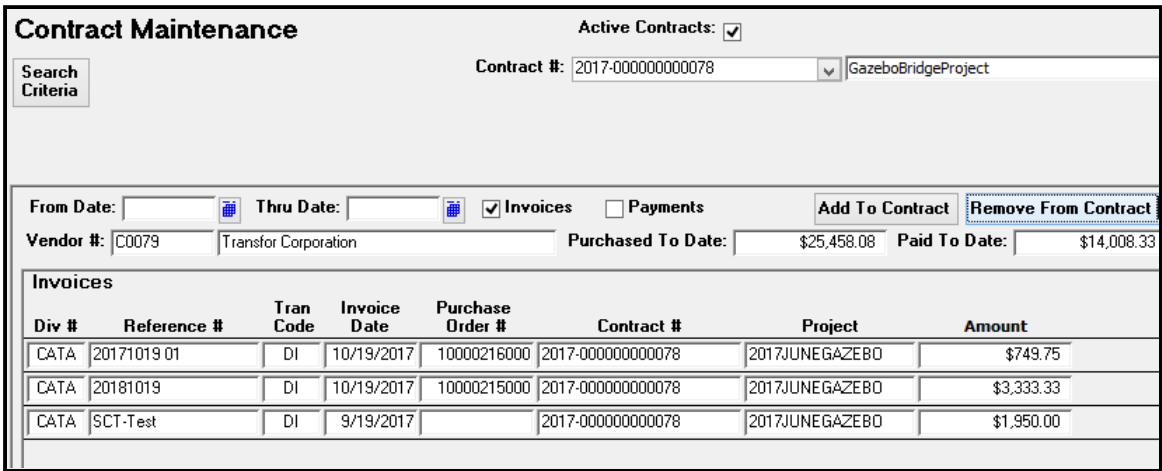 Contract Maintenance Active Contracts:
Search Criteria Contract #: 2017-000000000078 GazeboBridgeProject
From Date: Thru Date: Invoices Payments Add To Contract Remove From Contract
Vendor #: C0079 Transfor Corporation Purchased To Date: $25,458.08 Paid To Date: $14,008.33
Invoices
Div # Reference # Tran Code Invoice Date Purchase Order # Contract # Project Amount
CATA 20171019 01 DI 10/19/2017 10000216000 2017-000000000078 2017JUNEGAZEBO $749.75
CATA 20181019 DI 10/19/2017 10000215000 2017-000000000078 2017JUNEGAZEBO $3,333.33
CATA SCT-Test DI 9/19/2017 2017-000000000078 2017JUNEGAZEBO $1,950.00